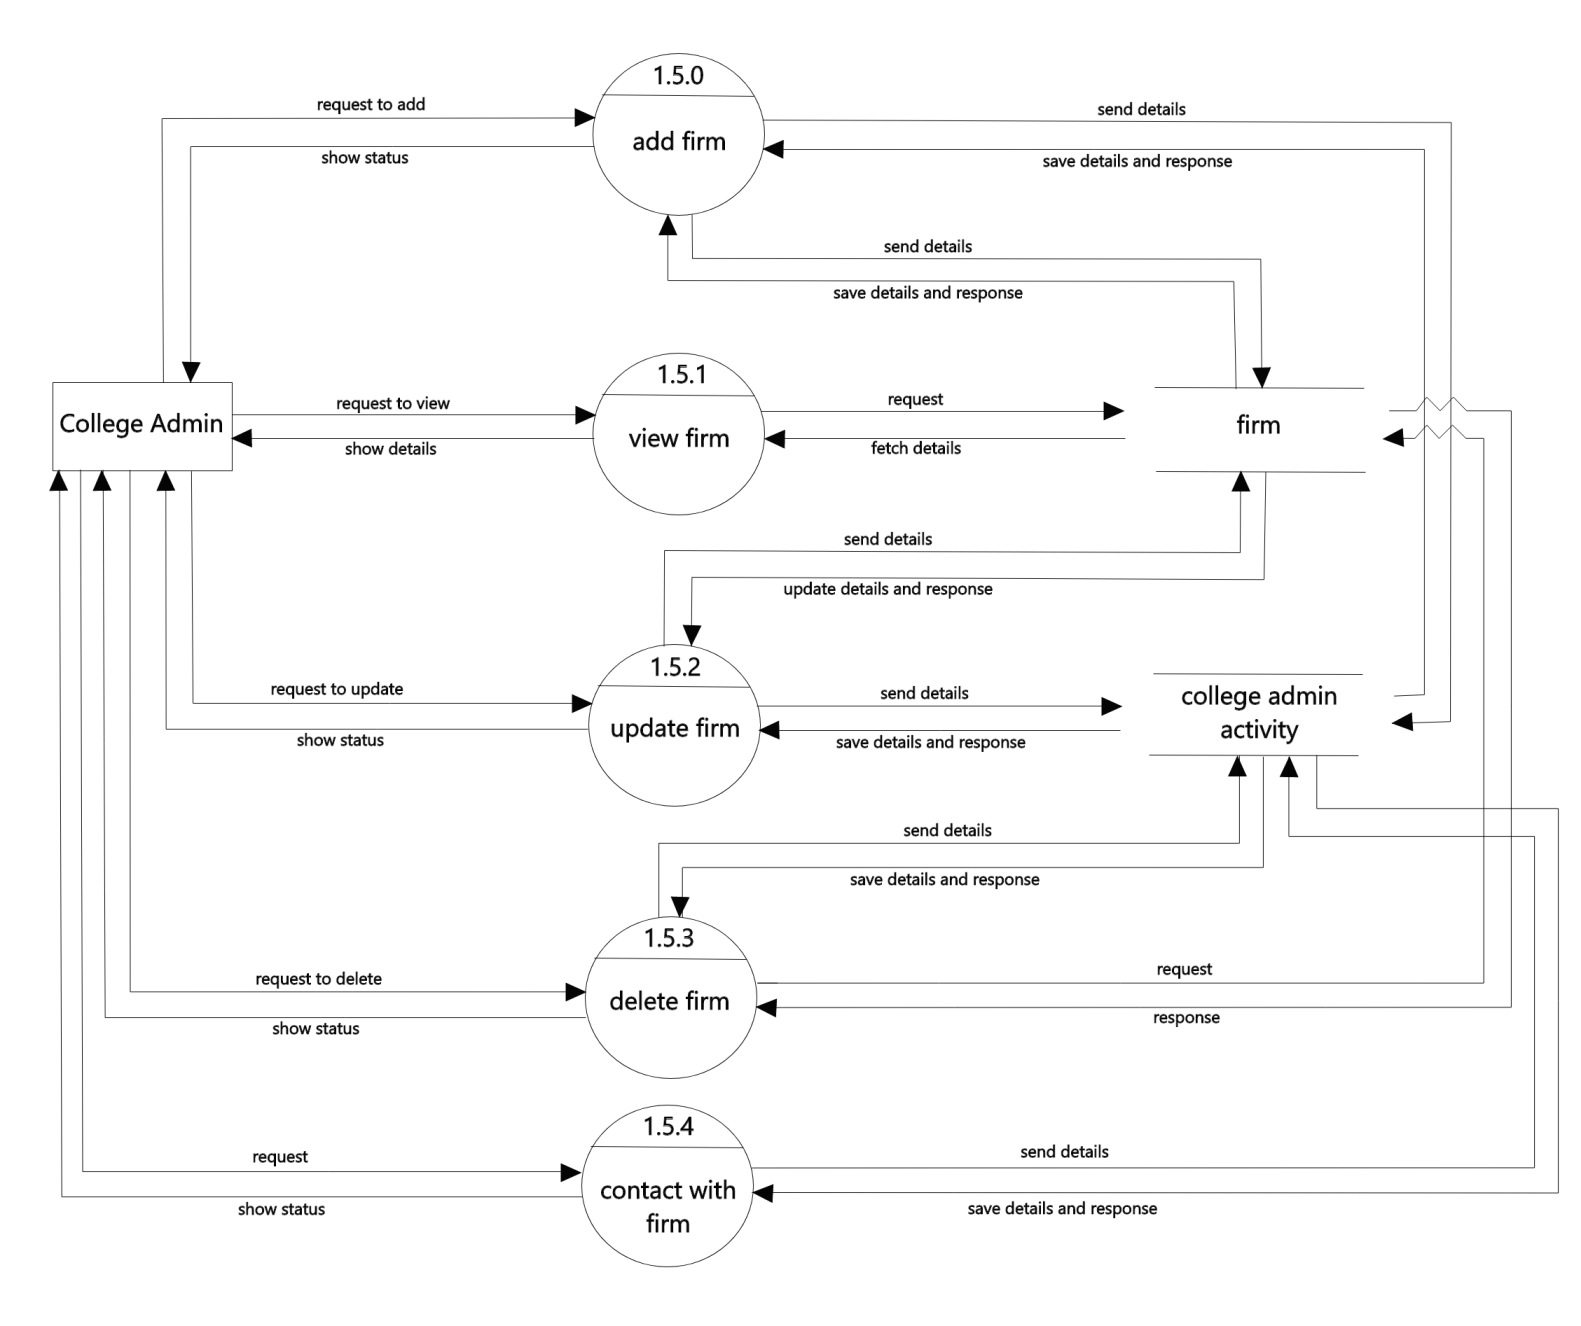 1.5.0
request to add
send details
add firm
show status
save details and response
send details
save details and response
1.5.1
request to view
request
College Admin
view firm
firm
show details
fetch details
send details
update details and response
1.5.2
request to update
send details
college admin
activity
update firm
show status
save details and response
send details
save details and response
1.5.3
request to delete
request
delete firm
show status
response
1.5.4
request
send details
contact with
firm
show status
save details and response